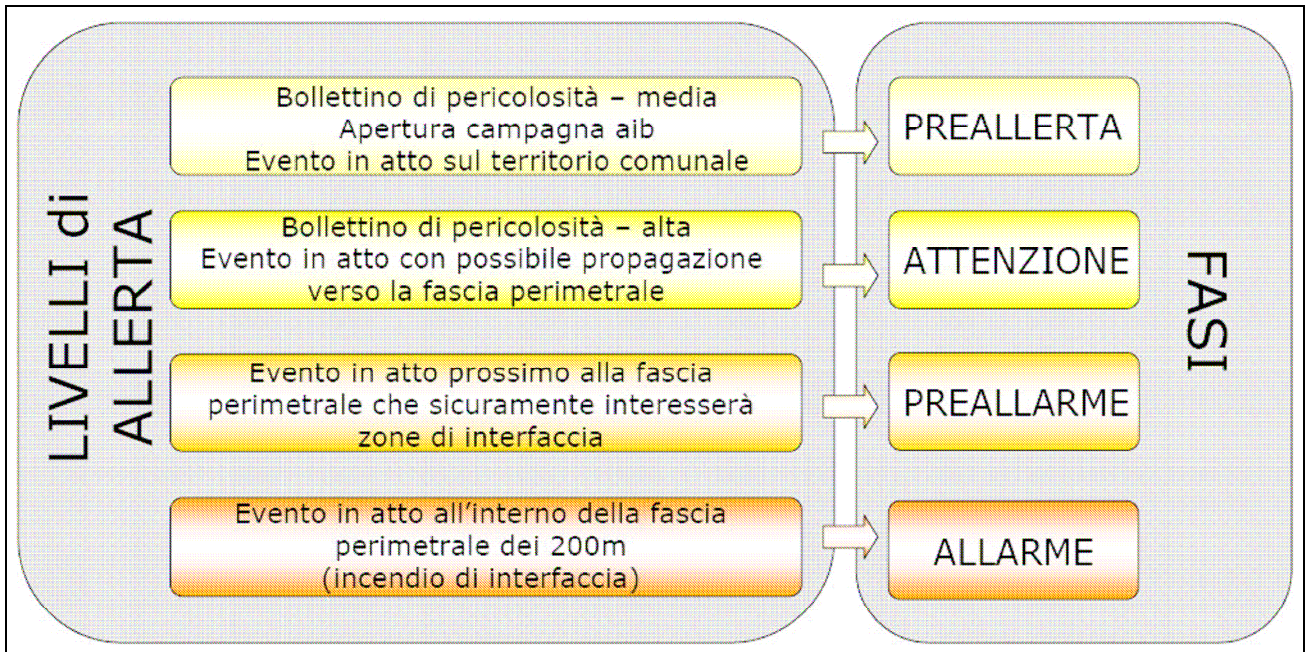 LIVELLI di
ALLERTA
Bollettino di pericolosità – media
Apertura campagna aib
Evento in atto sul territorio comunale
PREALLERTA
Bollettino di pericolosità – alta
Evento in atto con possibile propagazione
verso la fascia perimetrale
ATTENZIONE
Evento in atto prossimo alla fascia
perimetrale che sicuramente interesserà
zone di interfaccia
PREALLARME
Evento in atto all'interno della fascia
perimetrale dei 200m
(incendio di interfaccia)
ALLARME
FASI